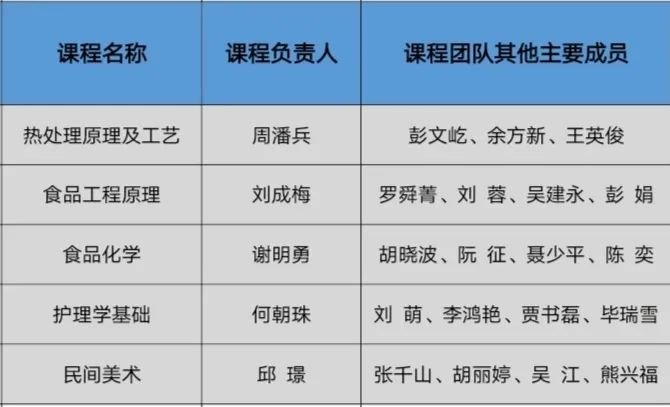 课程名称 课程负责人 课程团队其他主要成员
热处理原理及工艺 周潘兵 彭文屹、余方新、王英俊
食品工程原理 刘成梅 罗舜菁、刘 蓉、吴建永、彭 娟
食品化学 谢明勇 胡晓波、阮 征、聂少平、陈 奕
护理学基础 何朝珠 刘 萌、李鸿艳、贾书磊、毕瑞雪
民间美术 邱 璟 张千山、胡丽婷、吴 江、熊兴福